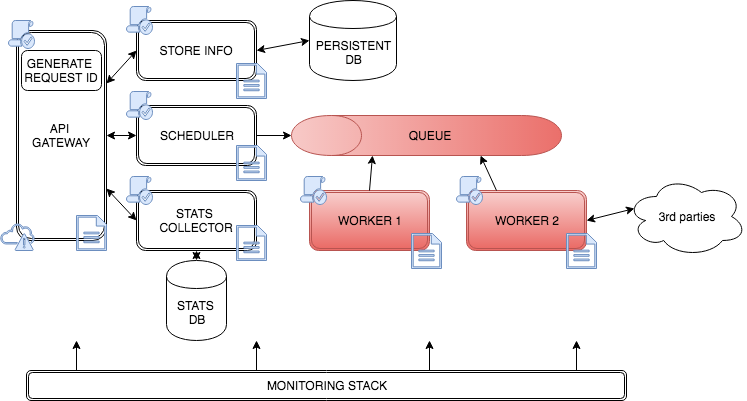 GENERATE
REQUEST ID
API
GATEWAY
STORE INFO
PERSISTENT
DB
SCHEDULER
QUEUE
STATS
COLLECTOR
WORKER 1
WORKER 2
3rd parties
STATS
DB
MONITORING STACK